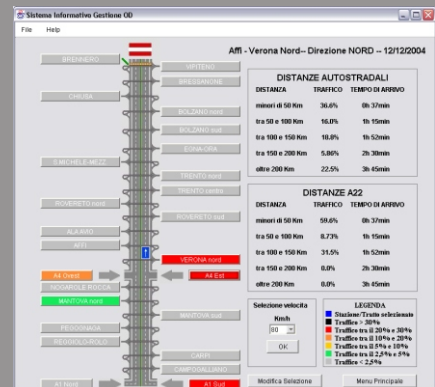 Sistema Informativo Gestione OD
File Help
Affi - Verona Nord-- Direzione NORD -- 12/12/2004
BRENNERO
VIPITENO
BRESSANONE
CHIUSA
BOLZANO nord
BOLZANO sud
EGNA-ORA
S.MICHELE-MEZZ
TRENTO nord
TRENTO centro
ROVERETO nord
ROVERETO sud
ALA AVIO
AFFI
VERONA nord
A4 Ovest
A4 Est
NOGAROLE ROCCA
MANTOVA nord
MANTOVA sud
PEGOGNAGA
REGGIOLO-ROLO
CARPI
CAMPOGALLIANO
A1 Nord
A1 Sud
DISTANZE AUTOSTRADALI
DISTANZA TRAFFICO TEMPO DI ARRIVO
minori di 50 Km 36.6% 0h 37min
tra 50 e 100 Km 16.0% 1h 15min
tra 100 e 150 Km 18.8% 1h 52min
tra 150 e 200 Km 5.86% 2h 30min
oltre 200 Km 22.5% 3h 45min
DISTANZE A22
DISTANZA TRAFFICO TEMPO DI ARRIVO
minori di 50 Km 59.6% 0h 37min
tra 50 e 100 Km 8.73% 1h 15min
tra 100 e 150 Km 31.5% 1h 52min
tra 150 e 200 Km 0.0% 2h 30min
oltre 200 Km 0.0% 3h 45min
Selezione velocita
Km/h
80
OK
LEGENDA
Stazione/Tratto selezionato
Traffico > 30%
Traffico tra il 20% e 30%
Traffico tra il 10% e 20%
Traffico tra il 5% e 10%
Traffico tra il 2,5% e 5%
Traffico < 2,5%
Modifica Selezione
Menu Principale